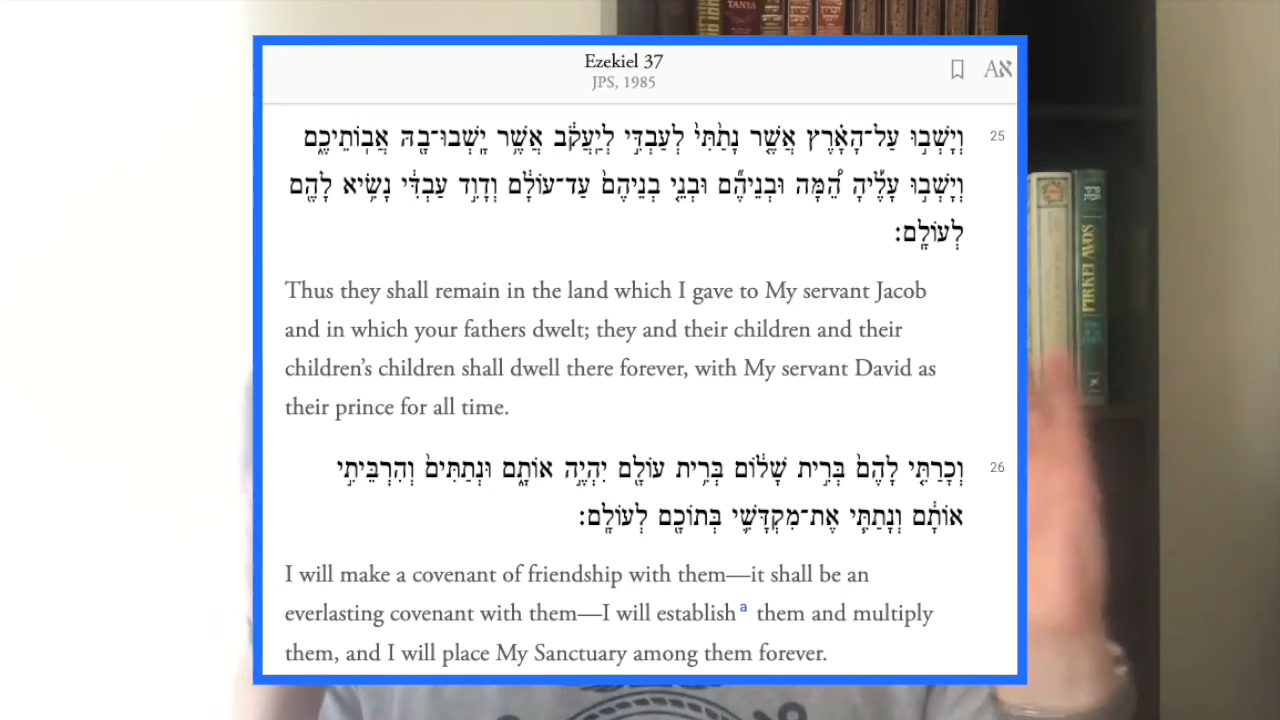 TANYA
Ezekiel 37
JPS, 1985
25
וְיָשְׁב֣וּ עַל־הָאָ֗רֶץ אֲשֶׁ֤ר נָתַ֙תִּי֙ לְעַבְדִּ֣י לְיַֽעֲקֹ֔ב אֲשֶׁ֥ר יָֽשְׁבוּ־בָ֖הּ אֲבֽוֹתֵיכֶ֑ם
וְיָשְׁב֣וּ עָלֶ֡יהָ הֵ֠מָּה וּבְנֵיהֶ֞ם וּבְנֵ֤י בְנֵיהֶם֙ עַד־עוֹלָ֔ם וְדָוִ֣ד עַבְדִּ֔י נָשִׂ֥יא לָהֶ֖ם
לְעוֹלָֽם׃
Thus they shall remain in the land which I gave to My servant Jacob
and in which your fathers dwelt; they and their children and their
children’s children shall dwell there forever, with My servant David as
their prince for all time.
26
וְכָרַתִּ֤י לָהֶם֙ בְּרִ֣ית שָׁל֔וֹם בְּרִ֥ית עוֹלָ֖ם יִהְיֶ֣ה אוֹתָ֑ם וּנְתַתִּים֙ וְהִרְבֵּיתִ֣י
אוֹתָ֔ם וְנָתַתִּ֧י אֶת־מִקְדָּשִׁ֛י בְּתוֹכָ֖ם לְעוֹלָֽם׃
I will make a covenant of friendship with them—it shall be an
everlasting covenant with them—I will establish a them and multiply
them, and I will place My Sanctuary among them forever.
PIRKEI AVOS